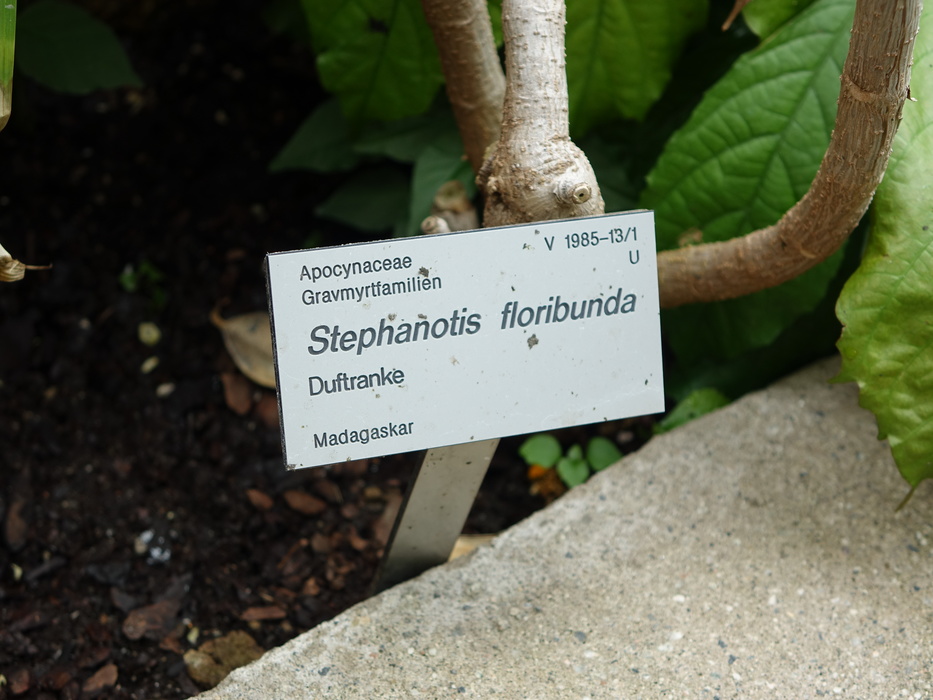 Apocynaceae
V 1985-13/1
Gravmyrtfamilien
U
Stephanotis floribunda
Duftranke
Madagaskar